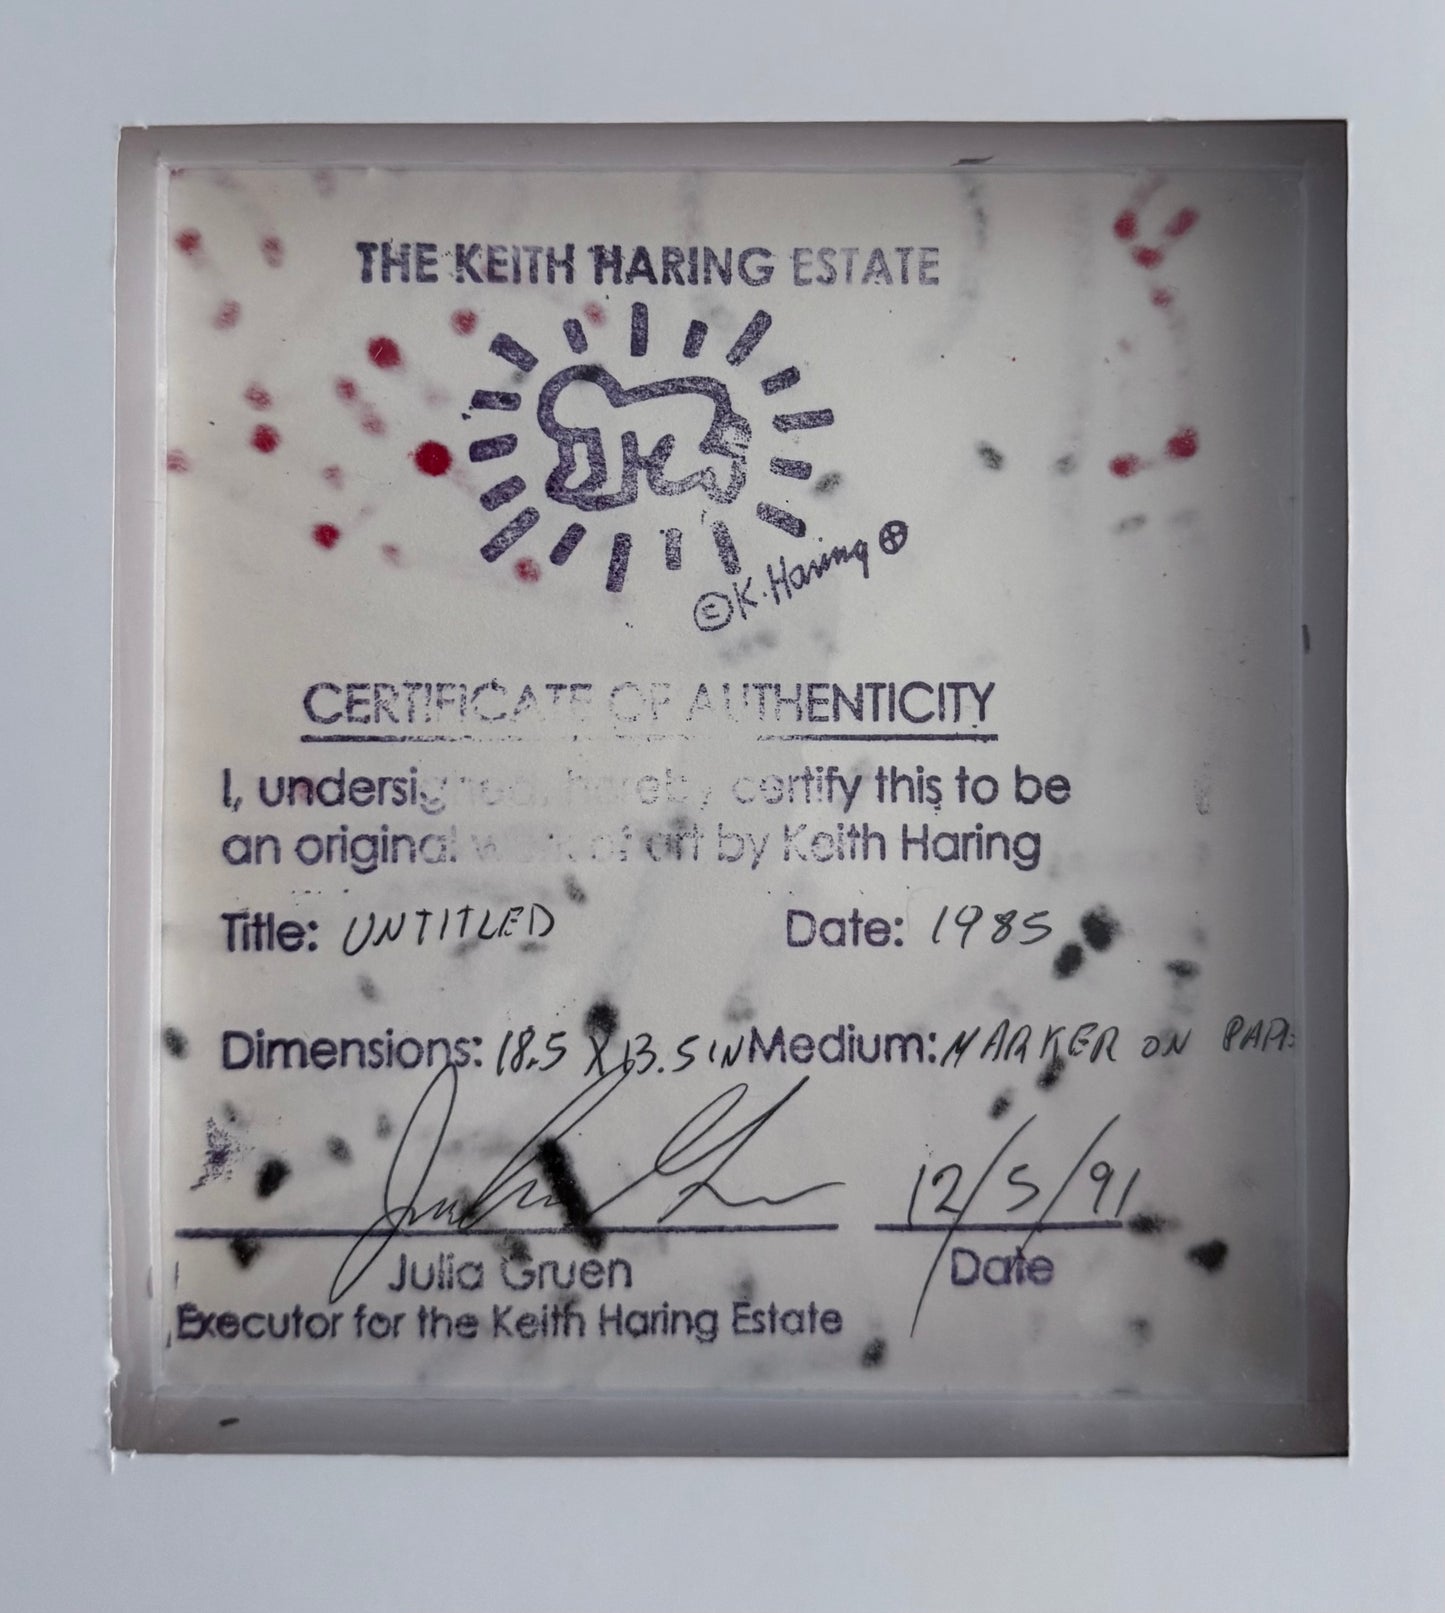 THE KEITH HARING ESTATE
©K. Haring ⊕
CERTIFICATE OF AUTHENTICITY
I, undersigned, hereby certify this to be
an original work of art by Keith Haring
Title: UNTITLED Date: 1985
Dimensions: 18.5 X 13.5 IN Medium: MARKER ON PAP
12/5/91
Julia Gruen Date
Executor for the Keith Haring Estate